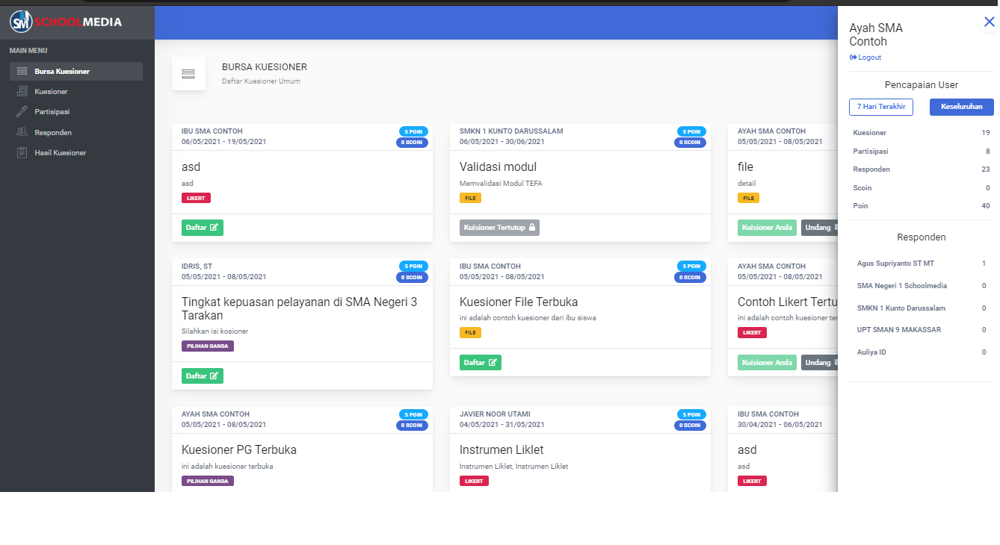 SM SCHOOLMEDIA
MAIN MENU
Bursa Kuesioner
Kuesioner
Partisipasi
Responden
Hasil Kuesioner
BURSA KUESIONER
Daftar Kuesioner Umum
IBU SMA CONTOH
06/05/2021 - 19/05/2021
5 POIN
0 SCOIN
asd
asd
LIKERT
Daftar
SMKN 1 KUNTO DARUSSALAM
06/05/2021 - 30/06/2021
5 POIN
0 SCOIN
Validasi modul
Memvalidasi Modul TEFA
FILE
Kuisioner Tertutup
AYAH SMA CONTOH
05/05/2021 - 08/05/2021
file
detail
FILE
Kuisioner Anda
Undang
IDRIS, ST
05/05/2021 - 08/05/2021
5 POIN
0 SCOIN
Tingkat kepuasan pelayanan di SMA Negeri 3
Tarakan
Silahkan isi kosioner
PILIHAN GANDA
Daftar
IBU SMA CONTOH
05/05/2021 - 08/05/2021
5 POIN
0 SCOIN
Kuesioner File Terbuka
ini adalah contoh kuesioner dari ibu siswa
FILE
Daftar
AYAH SMA CONTOH
05/05/2021 - 08/05/2021
Contoh Likert Tertu
ini adalah contoh kuesioner ter
LIKERT
Kuisioner Anda
Undang
AYAH SMA CONTOH
05/05/2021 - 08/05/2021
5 POIN
0 SCOIN
Kuesioner PG Terbuka
ini adalah kuesioner terbuka
PILIHAN GANDA
JAVIER NOOR UTAMI
04/05/2021 - 31/05/2021
5 POIN
0 SCOIN
Instrumen Liklet
Instrumen Liklet, Instrumen Liklet
LIKERT
IBU SMA CONTOH
30/04/2021 - 06/05/2021
asd
asd
LIKERT
Ayah SMA
Contoh
Logout
Pencapaian User
7 Hari Terakhir
Keseluruhan
Kuesioner 19
Partisipasi 8
Responden 23
Scoin 0
Poin 40
Responden
Agus Supriyanto ST MT 1
SMA Negeri 1 Schoolmedia 0
SMKN 1 Kunto Darussalam 0
UPT SMAN 9 MAKASSAR 0
Auliya ID 0